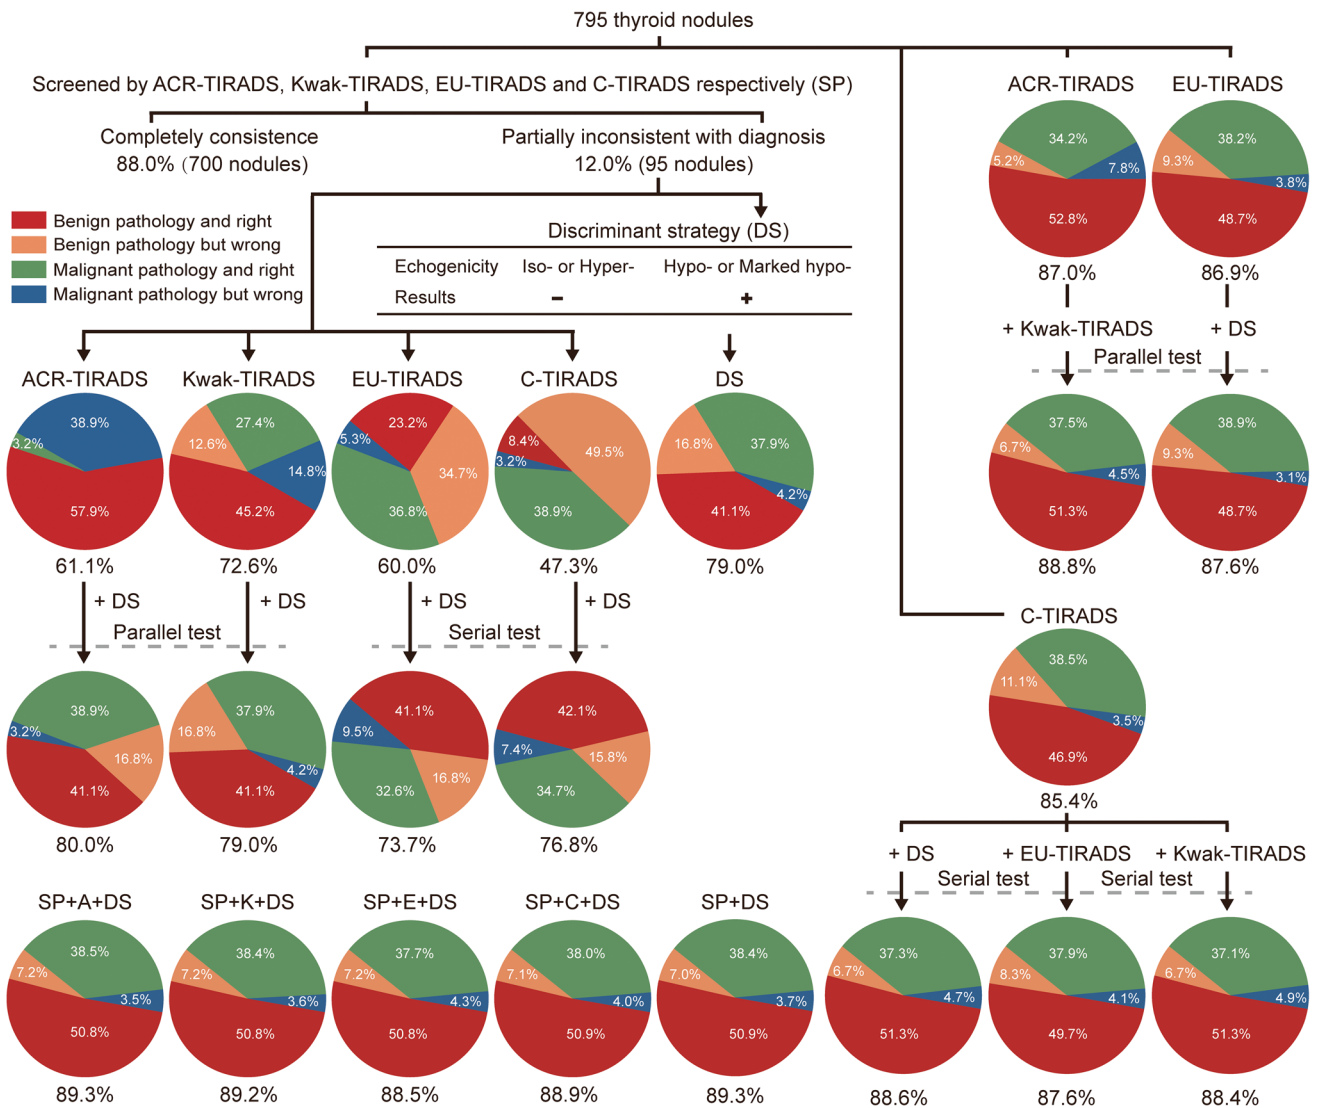 795 thyroid nodules
Screened by ACR-TIRADS, Kwak-TIRADS, EU-TIRADS and C-TIRADS respectively (SP)
Completely consistence
88.0% (700 nodules)
Partially inconsistent with diagnosis
12.0% (95 nodules)
Benign pathology and right
Benign pathology but wrong
Malignant pathology and right
Malignant pathology but wrong
Discriminant strategy (DS)
Echogenicity Iso- or Hyper- Hypo- or Marked hypo-
Results − +
ACR-TIRADS
38.9%
3.2%
57.9%
61.1%
Kwak-TIRADS
27.4%
12.6%
14.8%
45.2%
72.6%
EU-TIRADS
23.2%
5.3%
34.7%
36.8%
60.0%
C-TIRADS
8.4%
49.5%
3.2%
38.9%
47.3%
DS
16.8%
37.9%
4.2%
41.1%
79.0%
+ DS
+ DS
+ DS
+ DS
Parallel test
Serial test
38.9%
3.2%
16.8%
41.1%
80.0%
37.9%
16.8%
4.2%
41.1%
79.0%
41.1%
9.5%
16.8%
32.6%
73.7%
42.1%
7.4%
15.8%
34.7%
76.8%
SP+A+DS
38.5%
7.2%
3.5%
50.8%
89.3%
SP+K+DS
38.4%
7.2%
3.6%
50.8%
89.2%
SP+E+DS
37.7%
7.2%
4.3%
50.8%
88.5%
SP+C+DS
38.0%
7.1%
4.0%
50.9%
88.9%
SP+DS
38.4%
7.0%
3.7%
50.9%
89.3%
ACR-TIRADS
34.2%
5.2%
7.8%
52.8%
87.0%
EU-TIRADS
38.2%
9.3%
3.8%
48.7%
86.9%
+ Kwak-TIRADS
+ DS
Parallel test
37.5%
6.7%
4.5%
51.3%
88.8%
38.9%
9.3%
3.1%
48.7%
87.6%
C-TIRADS
38.5%
11.1%
3.5%
46.9%
85.4%
+ DS
+ EU-TIRADS
+ Kwak-TIRADS
Serial test
Serial test
37.3%
6.7%
4.7%
51.3%
88.6%
37.9%
8.3%
4.1%
49.7%
87.6%
37.1%
6.7%
4.9%
51.3%
88.4%